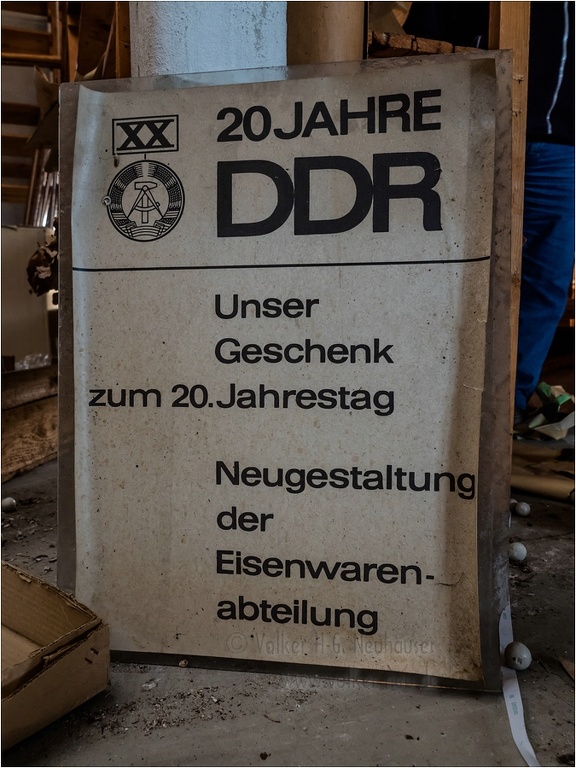 XX
20 JAHRE
DDR
Unser
Geschenk
zum 20. Jahrestag
Neugestaltung
der
Eisenwaren-
abteilung
© Volker H.G. Neuhauser